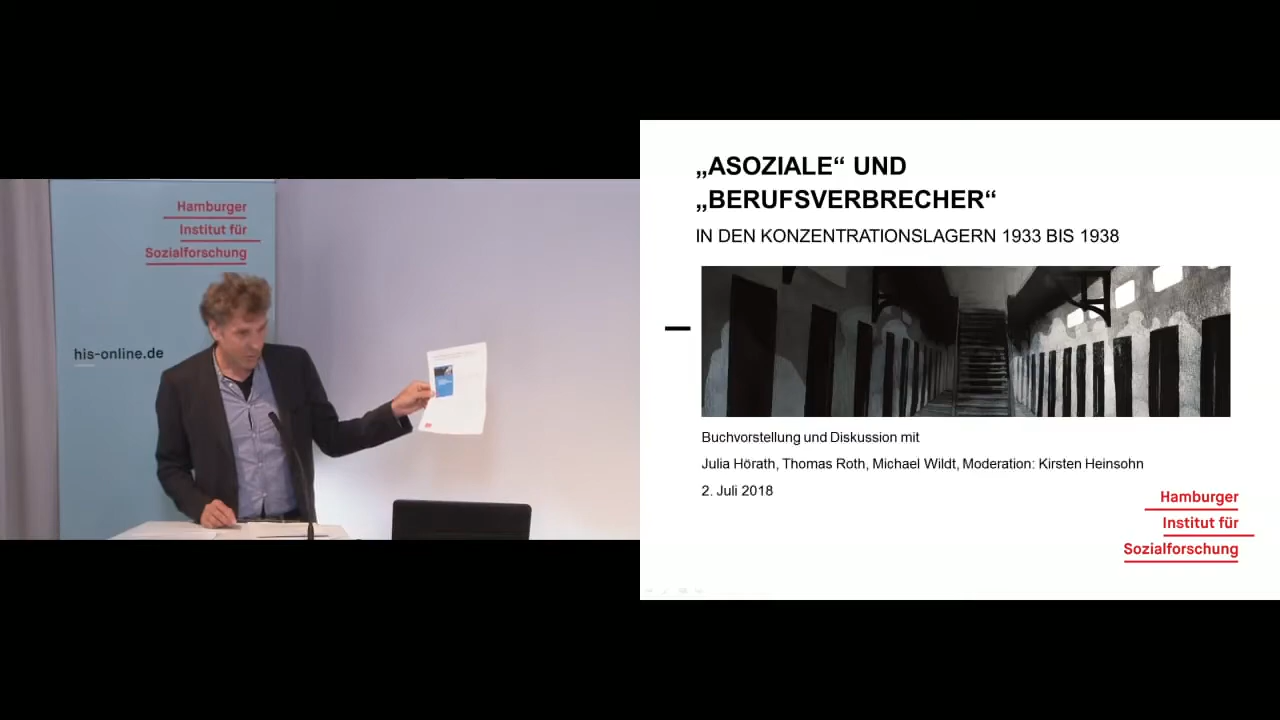 Hamburger
Institut für
Sozialforschung
his-online.de
„ASOZIALE“ UND
„BERUFSVERBRECHER“
IN DEN KONZENTRATIONSLAGERN 1933 BIS 1938
Buchvorstellung und Diskussion mit
Julia Hörath, Thomas Roth, Michael Wildt, Moderation: Kirsten Heinsohn
2. Juli 2018
Hamburger
Institut für
Sozialforschung